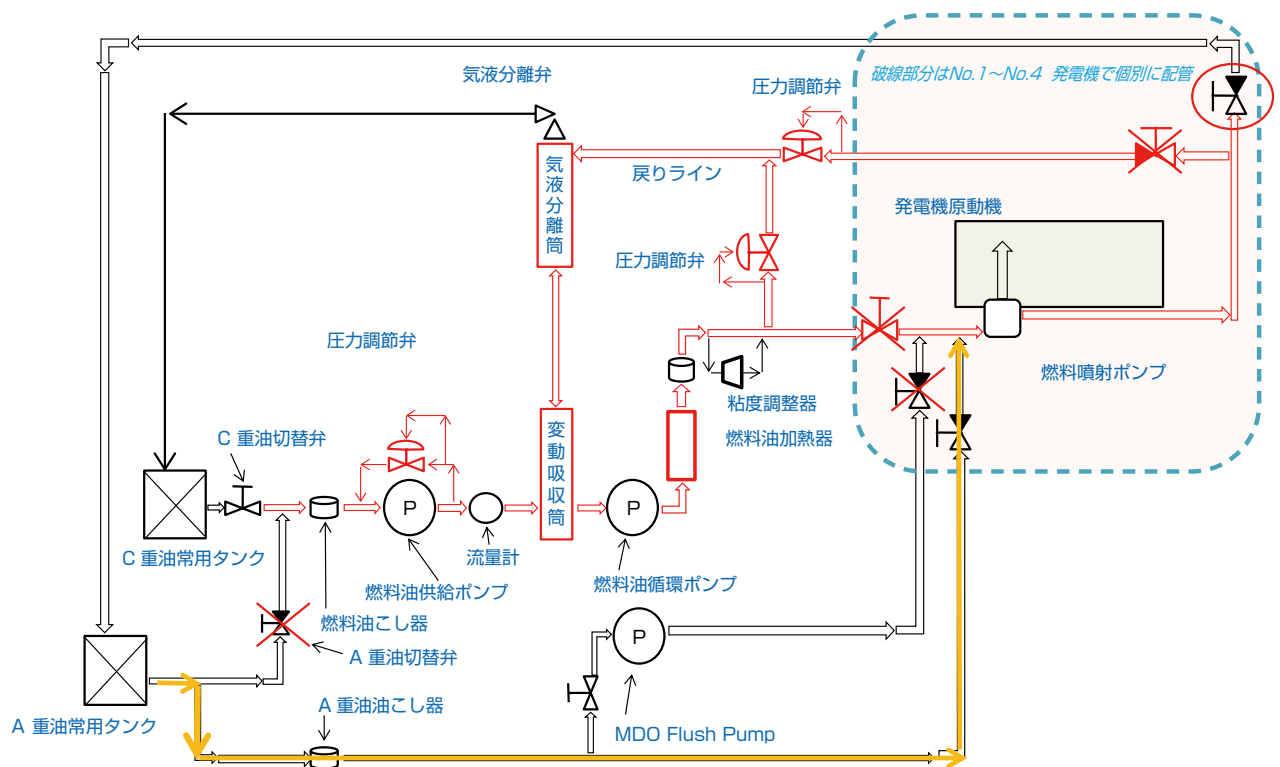 破線部分はNo.1～No.4 発電機で個別に配管
気液分離弁
圧力調節弁
戻りライン
気液分離筒
発電機原動機
圧力調節弁
圧力調節弁
燃料噴射ポンプ
粘度調整器
燃料油加熱器
C 重油切替弁
変動吸収筒
P
P
C 重油常用タンク
流量計
燃料油供給ポンプ
燃料油循環ポンプ
燃料油こし器
P
A 重油切替弁
A 重油油こし器
A 重油常用タンク
MDO Flush Pump